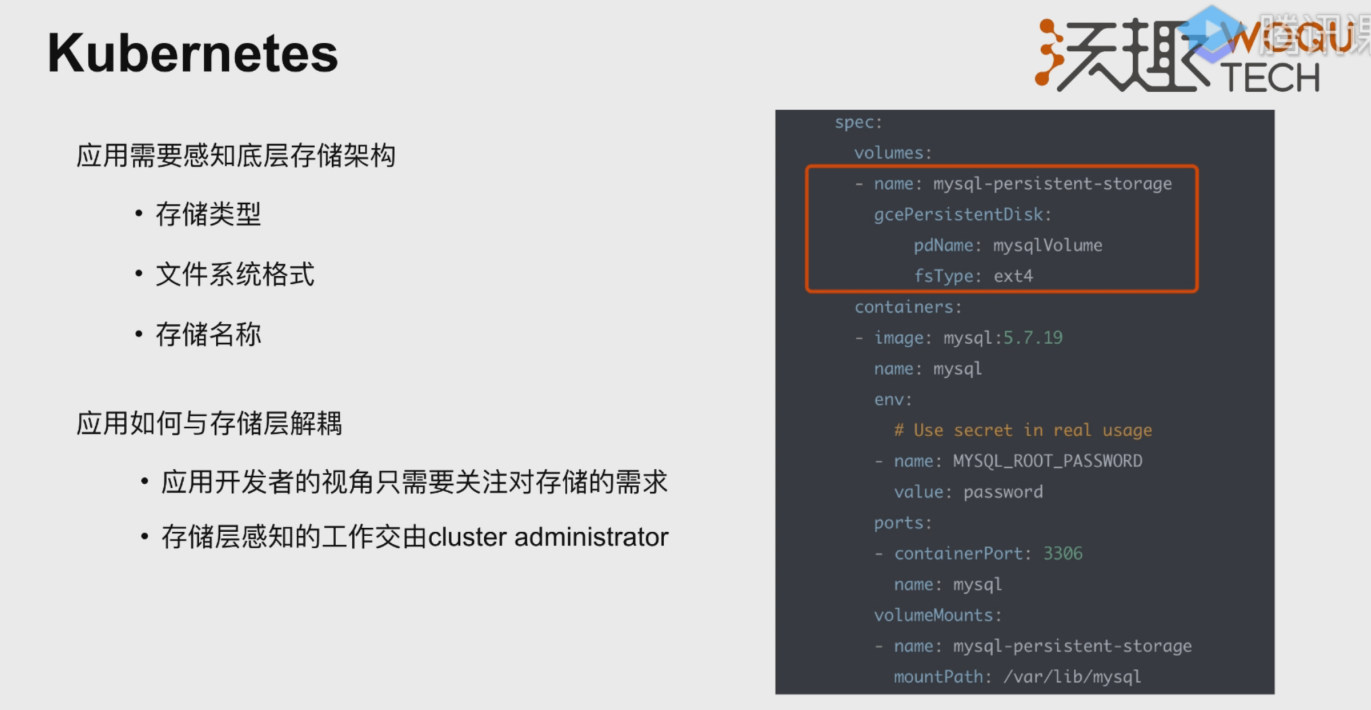 Kubernetes
沃趣 WOQU
TECH
腾讯课
应用需要感知底层存储架构
• 存储类型
• 文件系统格式
• 存储名称
应用如何与存储层解耦
• 应用开发者的视角只需要关注对存储的需求
• 存储层感知的工作交由cluster administrator
spec:
volumes:
- name: mysql-persistent-storage
gcePersistentDisk:
pdName: mysqlVolume
fsType: ext4
containers:
- image: mysql:5.7.19
name: mysql
env:
# Use secret in real usage
- name: MYSQL_ROOT_PASSWORD
value: password
ports:
- containerPort: 3306
name: mysql
volumeMounts:
- name: mysql-persistent-storage
mountPath: /var/lib/mysql